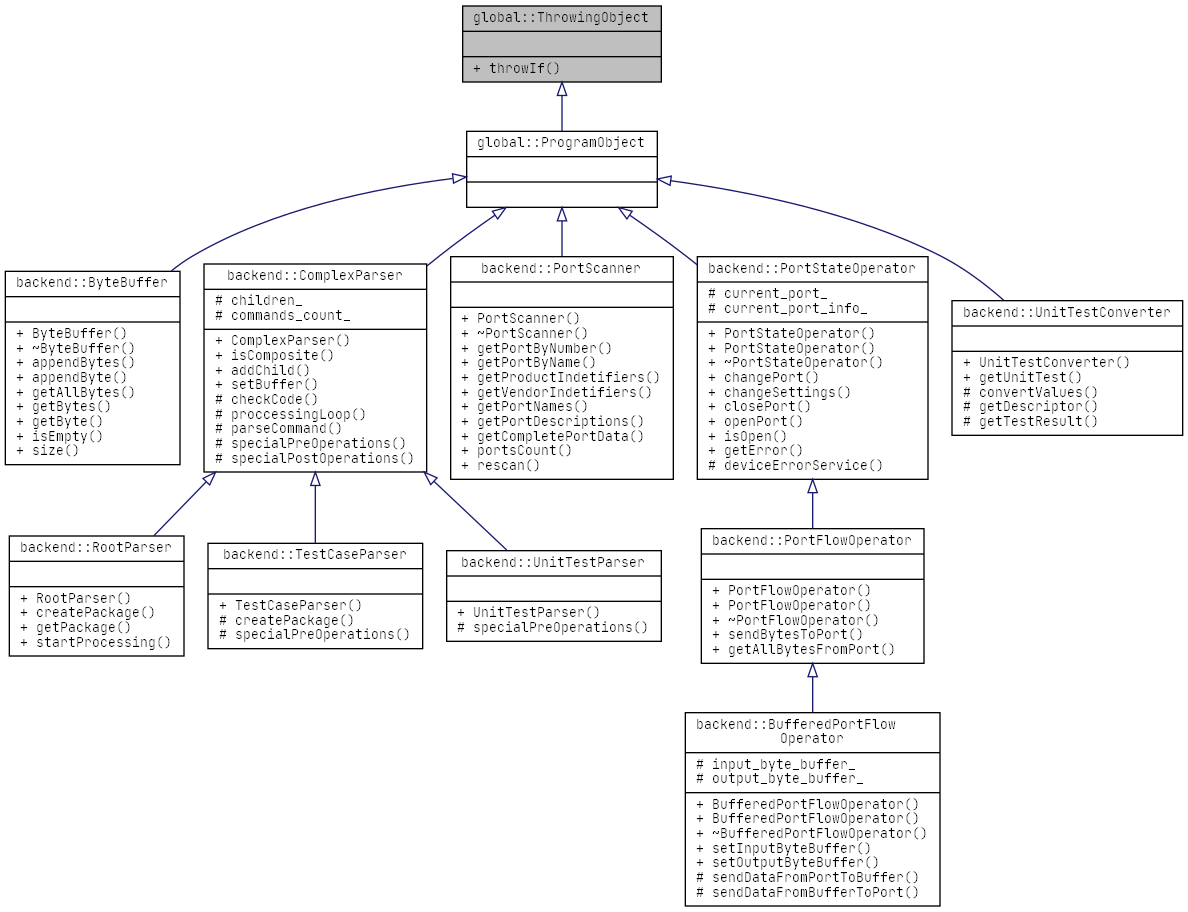 global::ThrowingObject
+ throwIf()
global::ProgramObject
backend::ByteBuffer
+ ByteBuffer()
+ ~ByteBuffer()
+ appendBytes()
+ appendByte()
+ getAllBytes()
+ getBytes()
+ getByte()
+ isEmpty()
+ size()
backend::ComplexParser
# children_
# commands_count_
+ ComplexParser()
+ isComposite()
+ addChild()
+ setBuffer()
# checkCode()
# proccessingLoop()
# parseCommand()
# specialPreOperations()
# specialPostOperations()
backend::PortScanner
+ PortScanner()
+ ~PortScanner()
+ getPortByNumber()
+ getPortByName()
+ getProductIndetifiers()
+ getVendorIndetifiers()
+ getPortNames()
+ getPortDescriptions()
+ getCompletePortData()
+ portsCount()
+ rescan()
backend::PortStateOperator
# current_port_
# current_port_info_
+ PortStateOperator()
+ PortStateOperator()
+ ~PortStateOperator()
+ changePort()
+ changeSettings()
+ closePort()
+ openPort()
+ isOpen()
+ getError()
# deviceErrorService()
backend::UnitTestConverter
+ UnitTestConverter()
+ getUnitTest()
# convertValues()
# getDescriptor()
# getTestResult()
backend::RootParser
+ RootParser()
+ createPackage()
+ getPackage()
+ startProcessing()
backend::TestCaseParser
+ TestCaseParser()
# createPackage()
# specialPreOperations()
backend::UnitTestParser
+ UnitTestParser()
# specialPreOperations()
backend::PortFlowOperator
+ PortFlowOperator()
+ PortFlowOperator()
+ ~PortFlowOperator()
+ sendBytesToPort()
+ getAllBytesFromPort()
backend::BufferedPortFlow
Operator
# input_byte_buffer_
# output_byte_buffer_
+ BufferedPortFlowOperator()
+ BufferedPortFlowOperator()
+ ~BufferedPortFlowOperator()
+ setInputByteBuffer()
+ setOutputByteBuffer()
# sendDataFromPortToBuffer()
# sendDataFromBufferToPort()